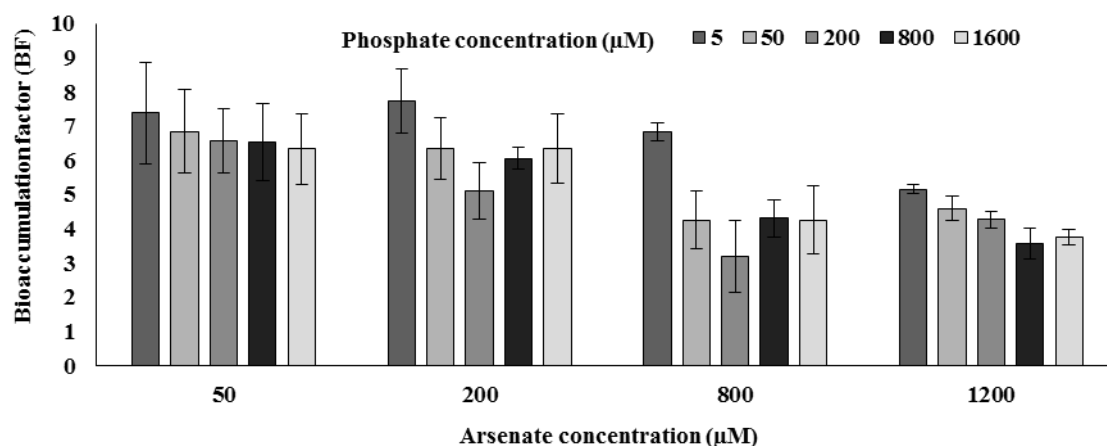 10
9
8
7
6
5
4
3
2
1
0
Bioaccumulation factor (BF)
Phosphate concentration (µM) 5 50 200 800 1600
50 200 800 1200
Arsenate concentration (µM)